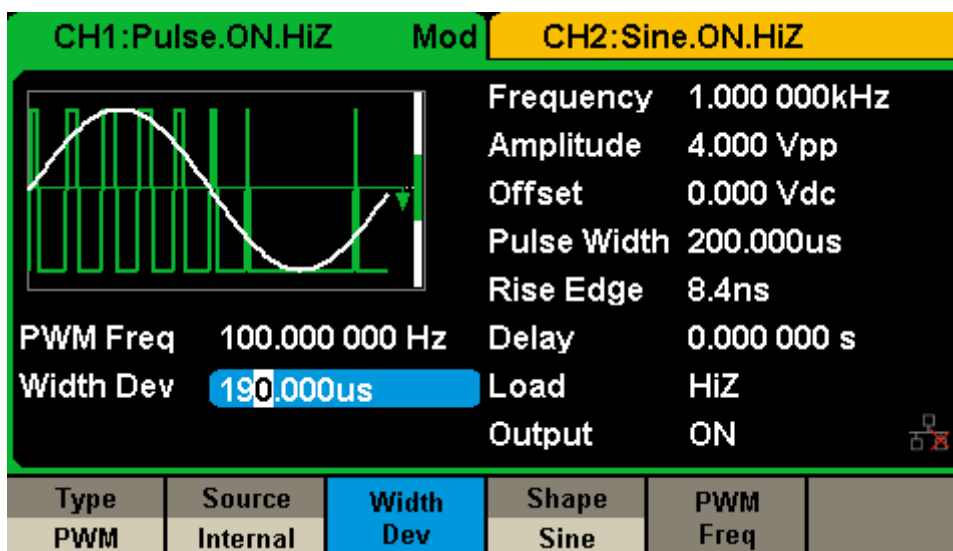 CH1:Pulse.ON.HiZ Mod CH2:Sine.ON.HiZ
Frequency 1.000 000kHz
Amplitude 4.000 Vpp
Offset 0.000 Vdc
Pulse Width 200.000us
Rise Edge 8.4ns
PWM Freq 100.000 000 Hz Delay 0.000 000 s
Width Dev 190.000us Load HiZ
Output ON
Type Source Width Shape PWM
PWM Internal Dev Sine Freq